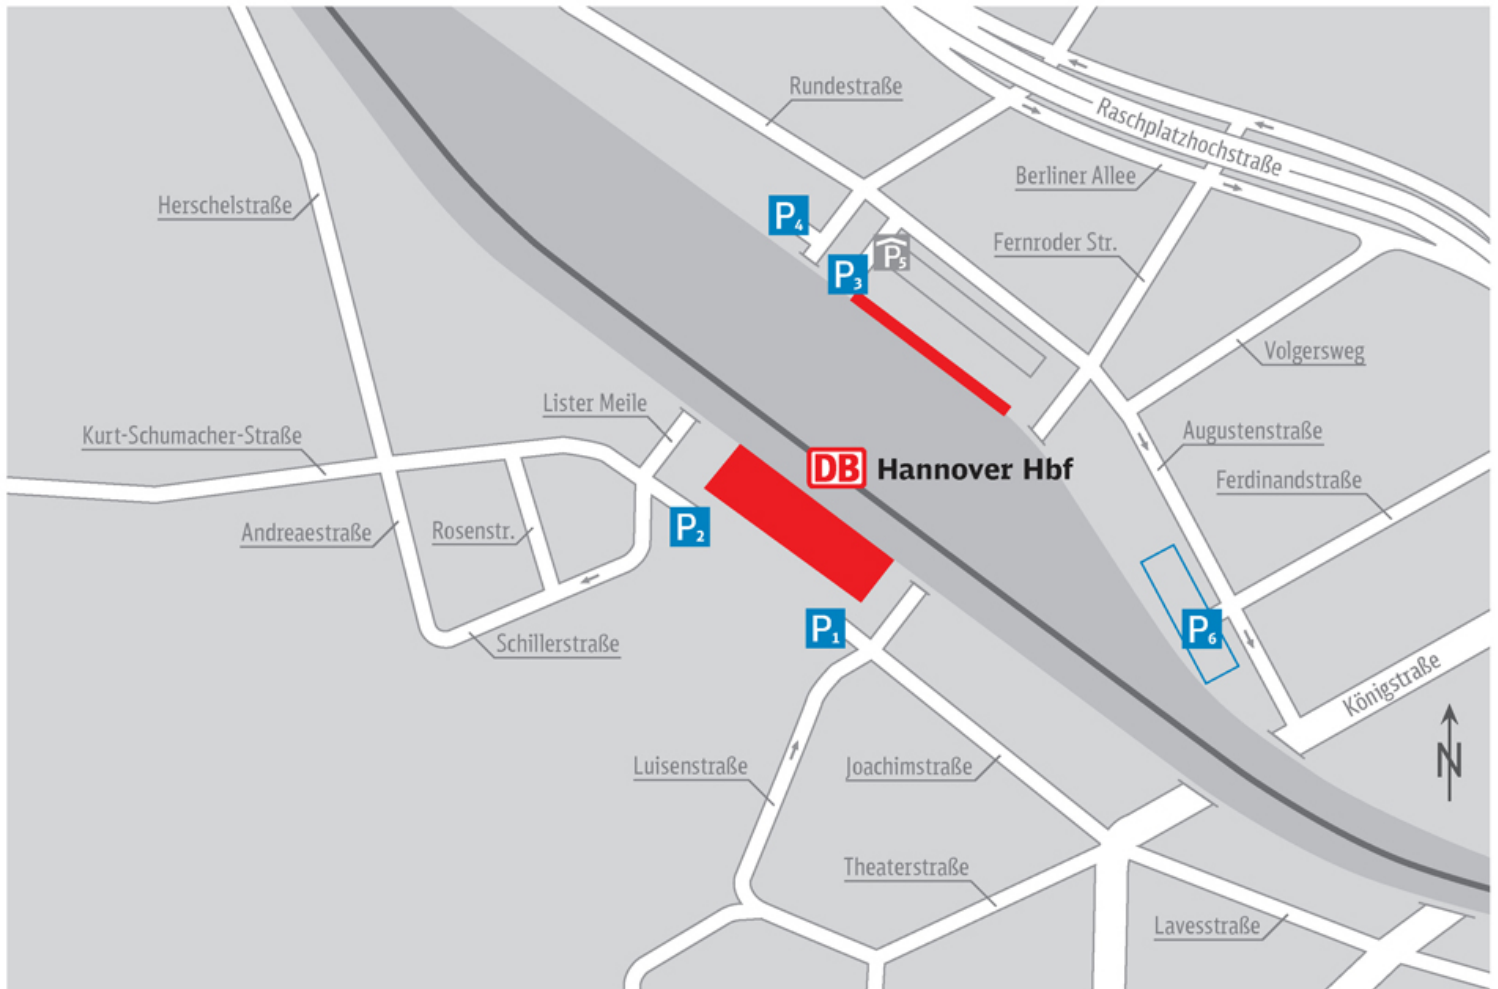 Rundestraße
Raschplatzhochstraße
Berliner Allee
Herschelstraße
P4
Fernroder Str.
P5
P3
Volgersweg
Lister Meile
Kurt-Schumacher-Straße
Augustenstraße
DB Hannover Hbf
Ferdinandstraße
Andreaestraße
Rosenstr.
P2
P1
P6
Schillerstraße
Königstraße
N
Luisenstraße
Joachimstraße
Theaterstraße
Lavesstraße